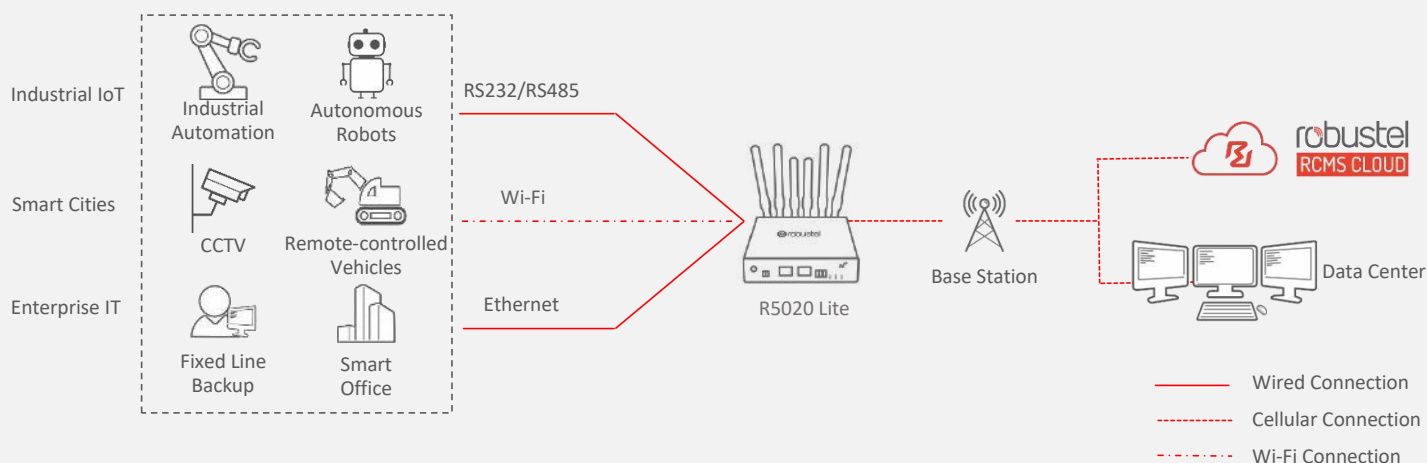 Industrial IoT
Industrial
Automation
Autonomous
Robots
RS232/RS485
Smart Cities
CCTV
Remote-controlled
Vehicles
Wi-Fi
Enterprise IT
Fixed Line
Backup
Smart
Office
Ethernet
robustel
R5020 Lite
Base Station
robustel
RCMS CLOUD
Data Center
Wired Connection
Cellular Connection
Wi-Fi Connection